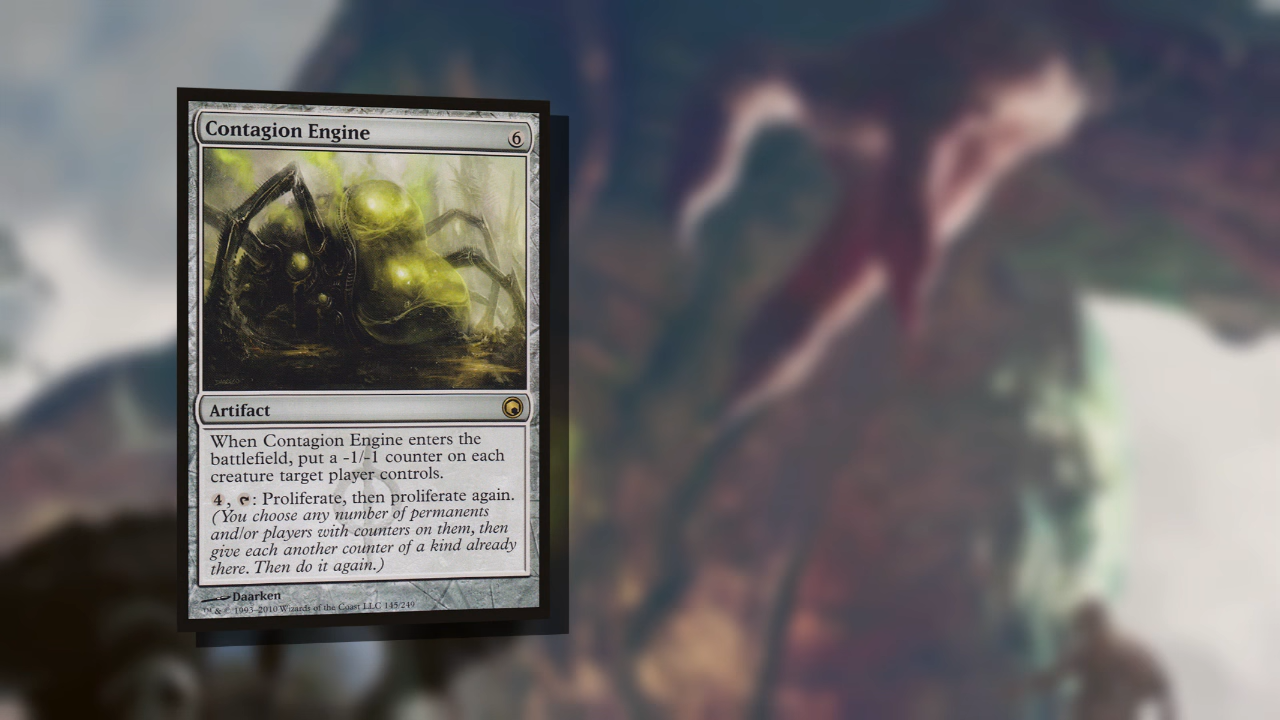 Contagion Engine 6
Artifact
When Contagion Engine enters the
battlefield, put a -1/-1 counter on each
creature target player controls.
4, : Proliferate, then proliferate again.
(You choose any number of permanents
and/or players with counters on them, then
give each another counter of a kind already
there. Then do it again.)
Daarken
™ & © 1993–2010 Wizards of the Coast LLC 145/249